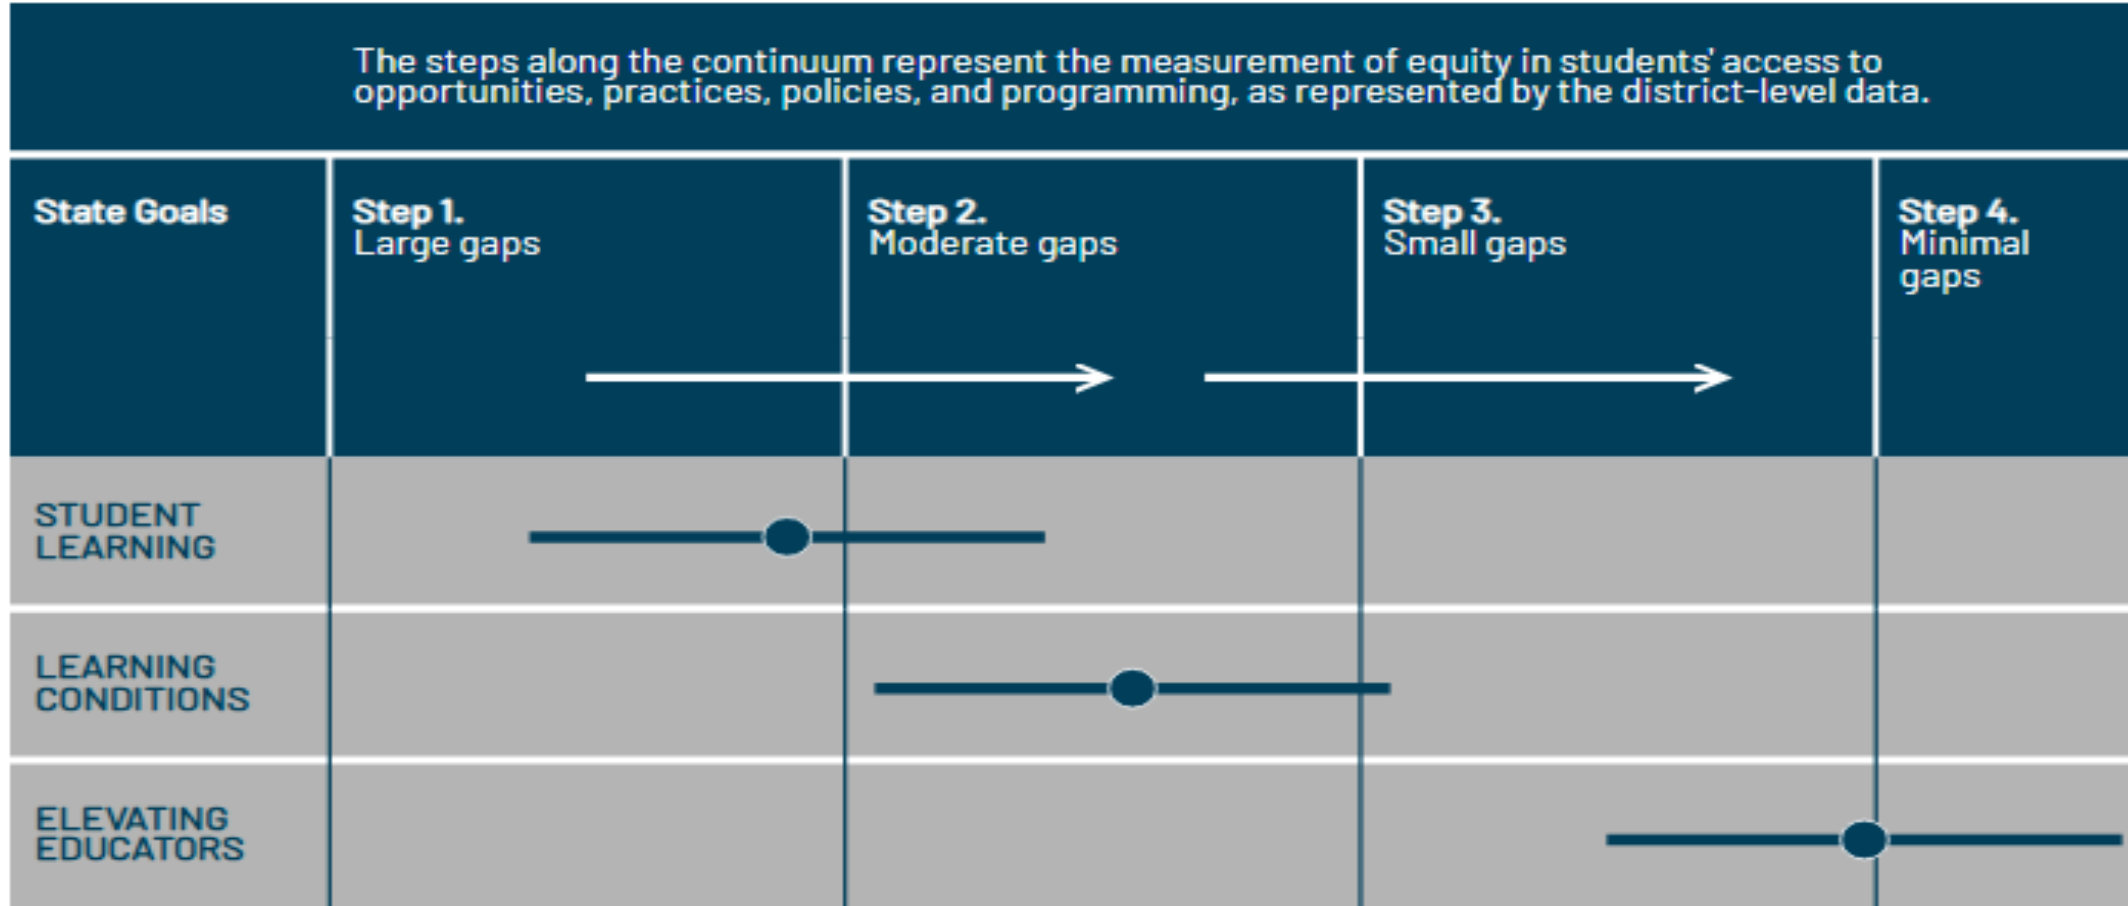 The steps along the continuum represent the measurement of equity in students' access to
opportunities, practices, policies, and programming, as represented by the district-level data.
State Goals
Step 1.
Large gaps
Step 2.
Moderate gaps
Step 3.
Small gaps
Step 4.
Minimal
gaps
STUDENT
LEARNING
LEARNING
CONDITIONS
ELEVATING
EDUCATORS